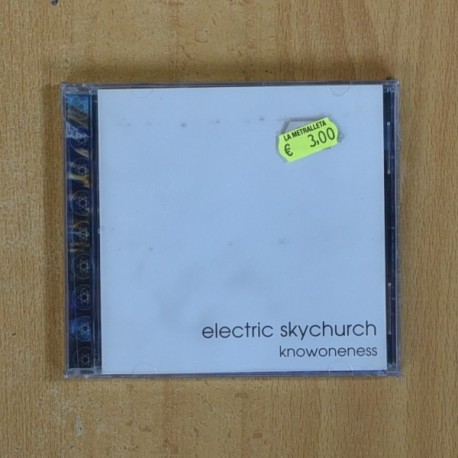 LA METRALLETA
€ 3,00
electric skychurch
knowoneness